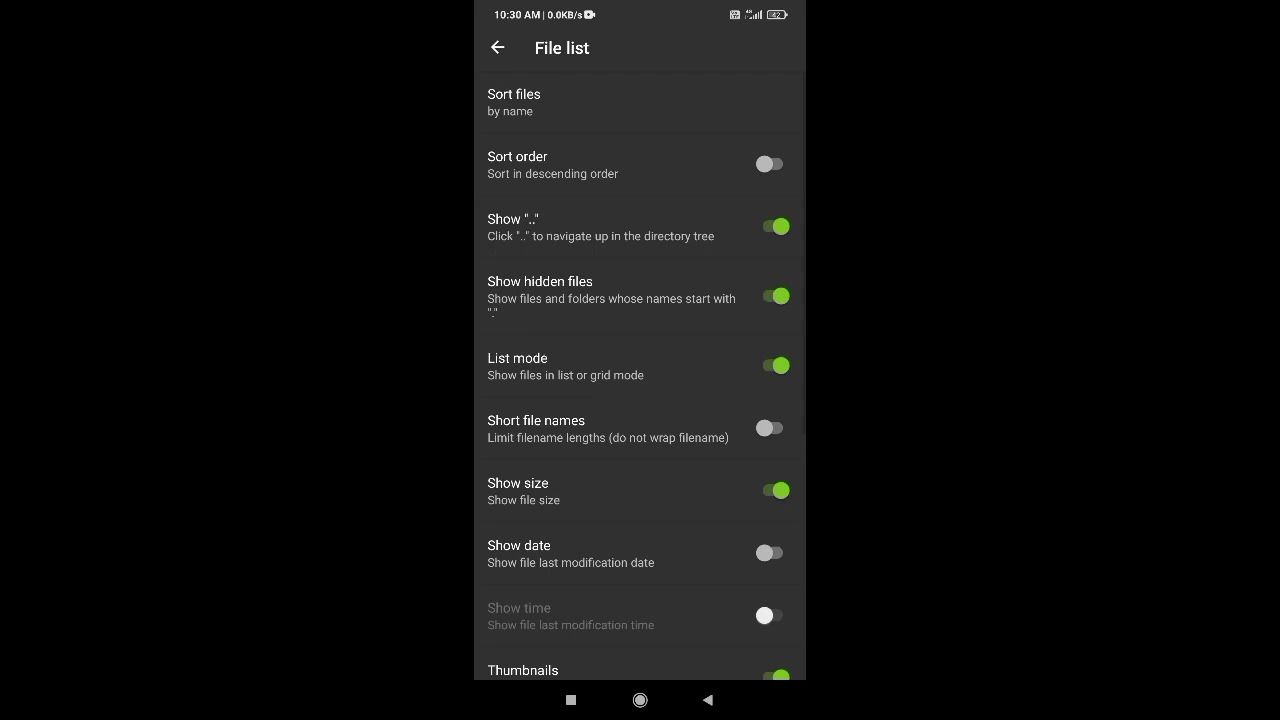 10:30 AM | 0.0KB/s
4G
42
File list
Sort files
by name
Sort order
Sort in descending order
Show ".."
Click ".." to navigate up in the directory tree
Show hidden files
Show files and folders whose names start with
"."
List mode
Show files in list or grid mode
Short file names
Limit filename lengths (do not wrap filename)
Show size
Show file size
Show date
Show file last modification date
Show time
Show file last modification time
Thumbnails